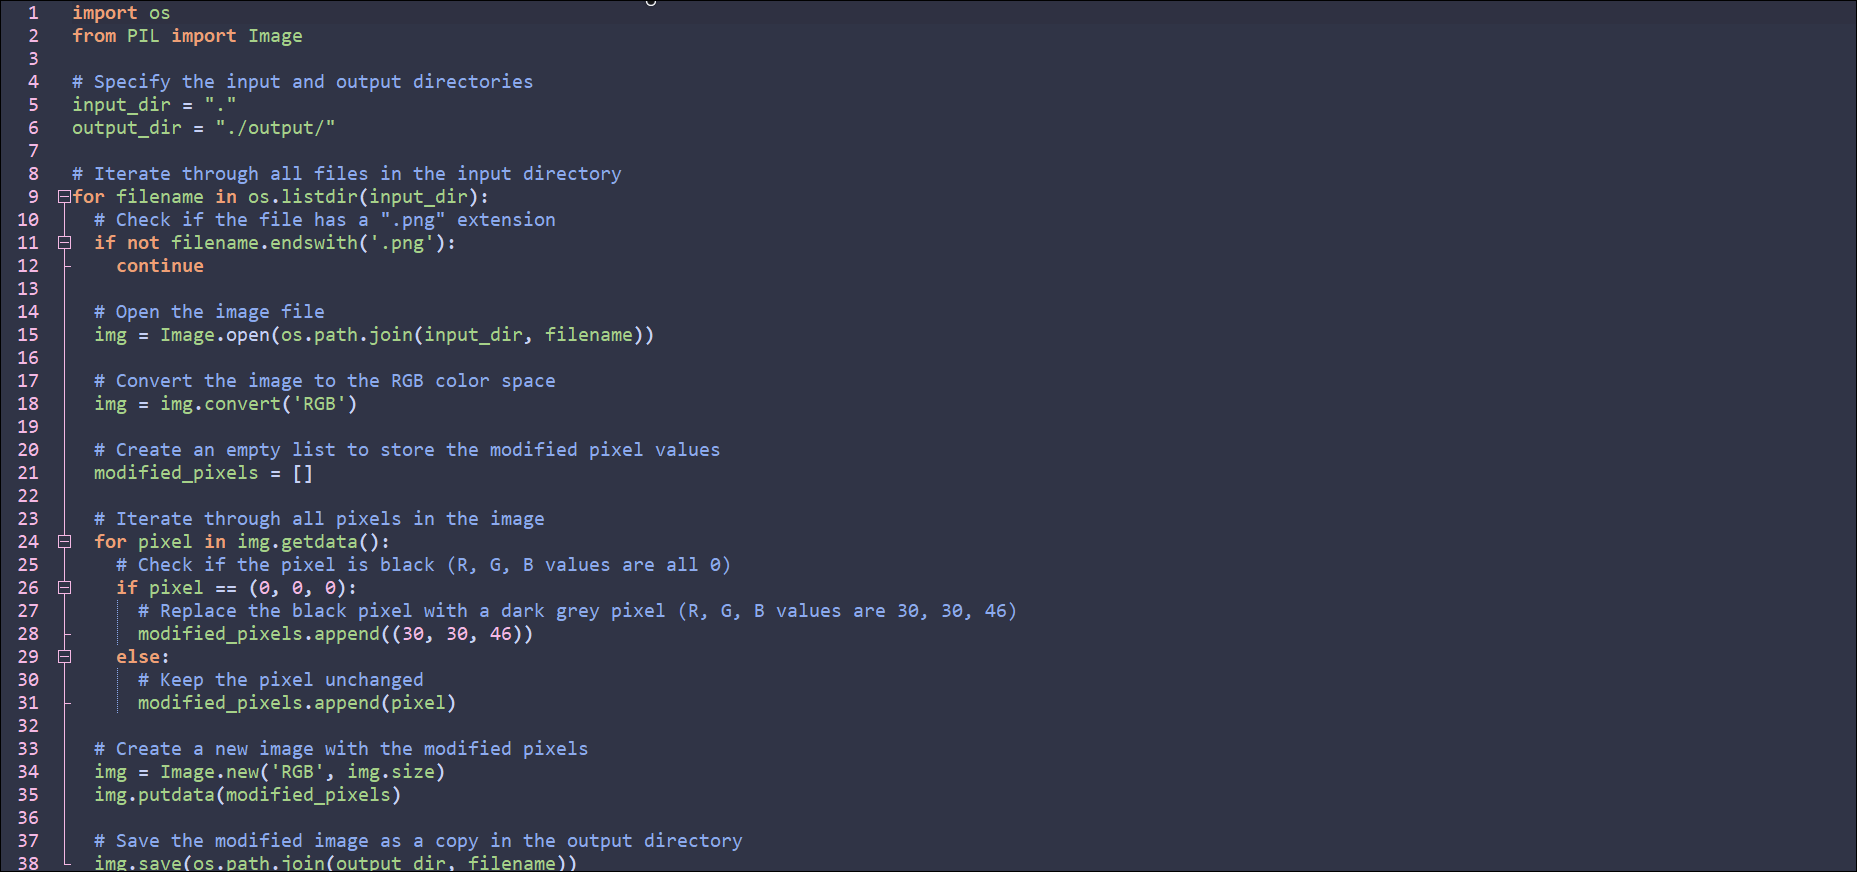 1 import os
2 from PIL import Image
3
4 # Specify the input and output directories
5 input_dir = "."
6 output_dir = "./output/"
7
8 # Iterate through all files in the input directory
9 for filename in os.listdir(input_dir):
10   # Check if the file has a ".png" extension
11   if not filename.endswith('.png'):
12     continue
13
14   # Open the image file
15   img = Image.open(os.path.join(input_dir, filename))
16
17   # Convert the image to the RGB color space
18   img = img.convert('RGB')
19
20   # Create an empty list to store the modified pixel values
21   modified_pixels = []
22
23   # Iterate through all pixels in the image
24   for pixel in img.getdata():
25     # Check if the pixel is black (R, G, B values are all 0)
26     if pixel == (0, 0, 0):
27       # Replace the black pixel with a dark grey pixel (R, G, B values are 30, 30, 46)
28       modified_pixels.append((30, 30, 46))
29     else:
30       # Keep the pixel unchanged
31       modified_pixels.append(pixel)
32
33   # Create a new image with the modified pixels
34   img = Image.new('RGB', img.size)
35   img.putdata(modified_pixels)
36
37   # Save the modified image as a copy in the output directory
38   img.save(os.path.join(output_dir, filename))